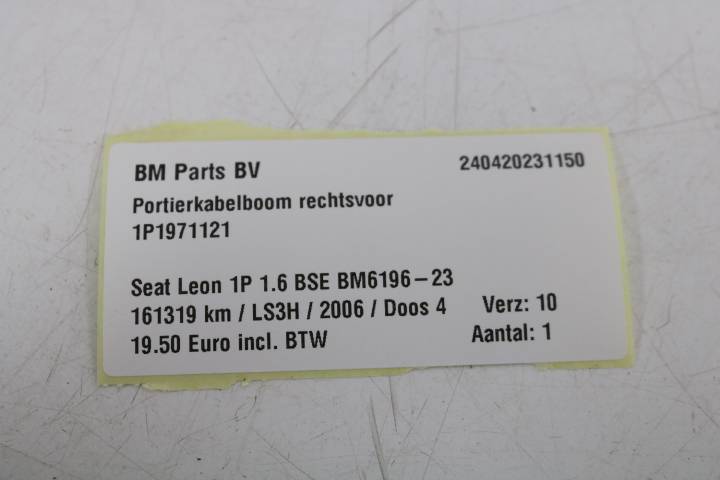 BM Parts BV 240420231150
Portierkabelboom rechtsvoor
1P1971121
Seat Leon 1P 1.6 BSE BM6196-23
161319 km / LS3H / 2006 / Doos 4 Verz: 10
19.50 Euro incl. BTW Aantal: 1